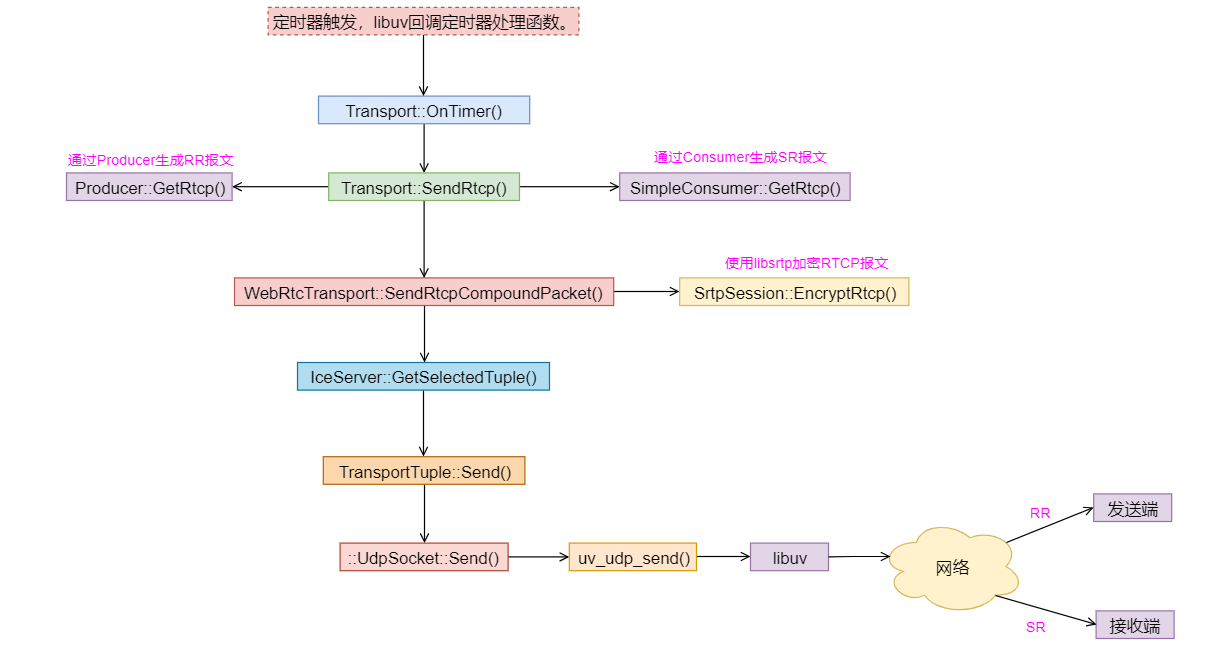 定时器触发，libuv回调定时器处理函数。
Transport::OnTimer()
通过Producer生成RR报文
通过Consumer生成SR报文
Producer::GetRtcp()
Transport::SendRtcp()
SimpleConsumer::GetRtcp()
使用libsrtp加密RTCP报文
WebRtcTransport::SendRtcpCompoundPacket()
SrtpSession::EncryptRtcp()
IceServer::GetSelectedTuple()
TransportTuple::Send()
RR
发送端
::UdpSocket::Send()
uv_udp_send()
libuv
网络
SR
接收端